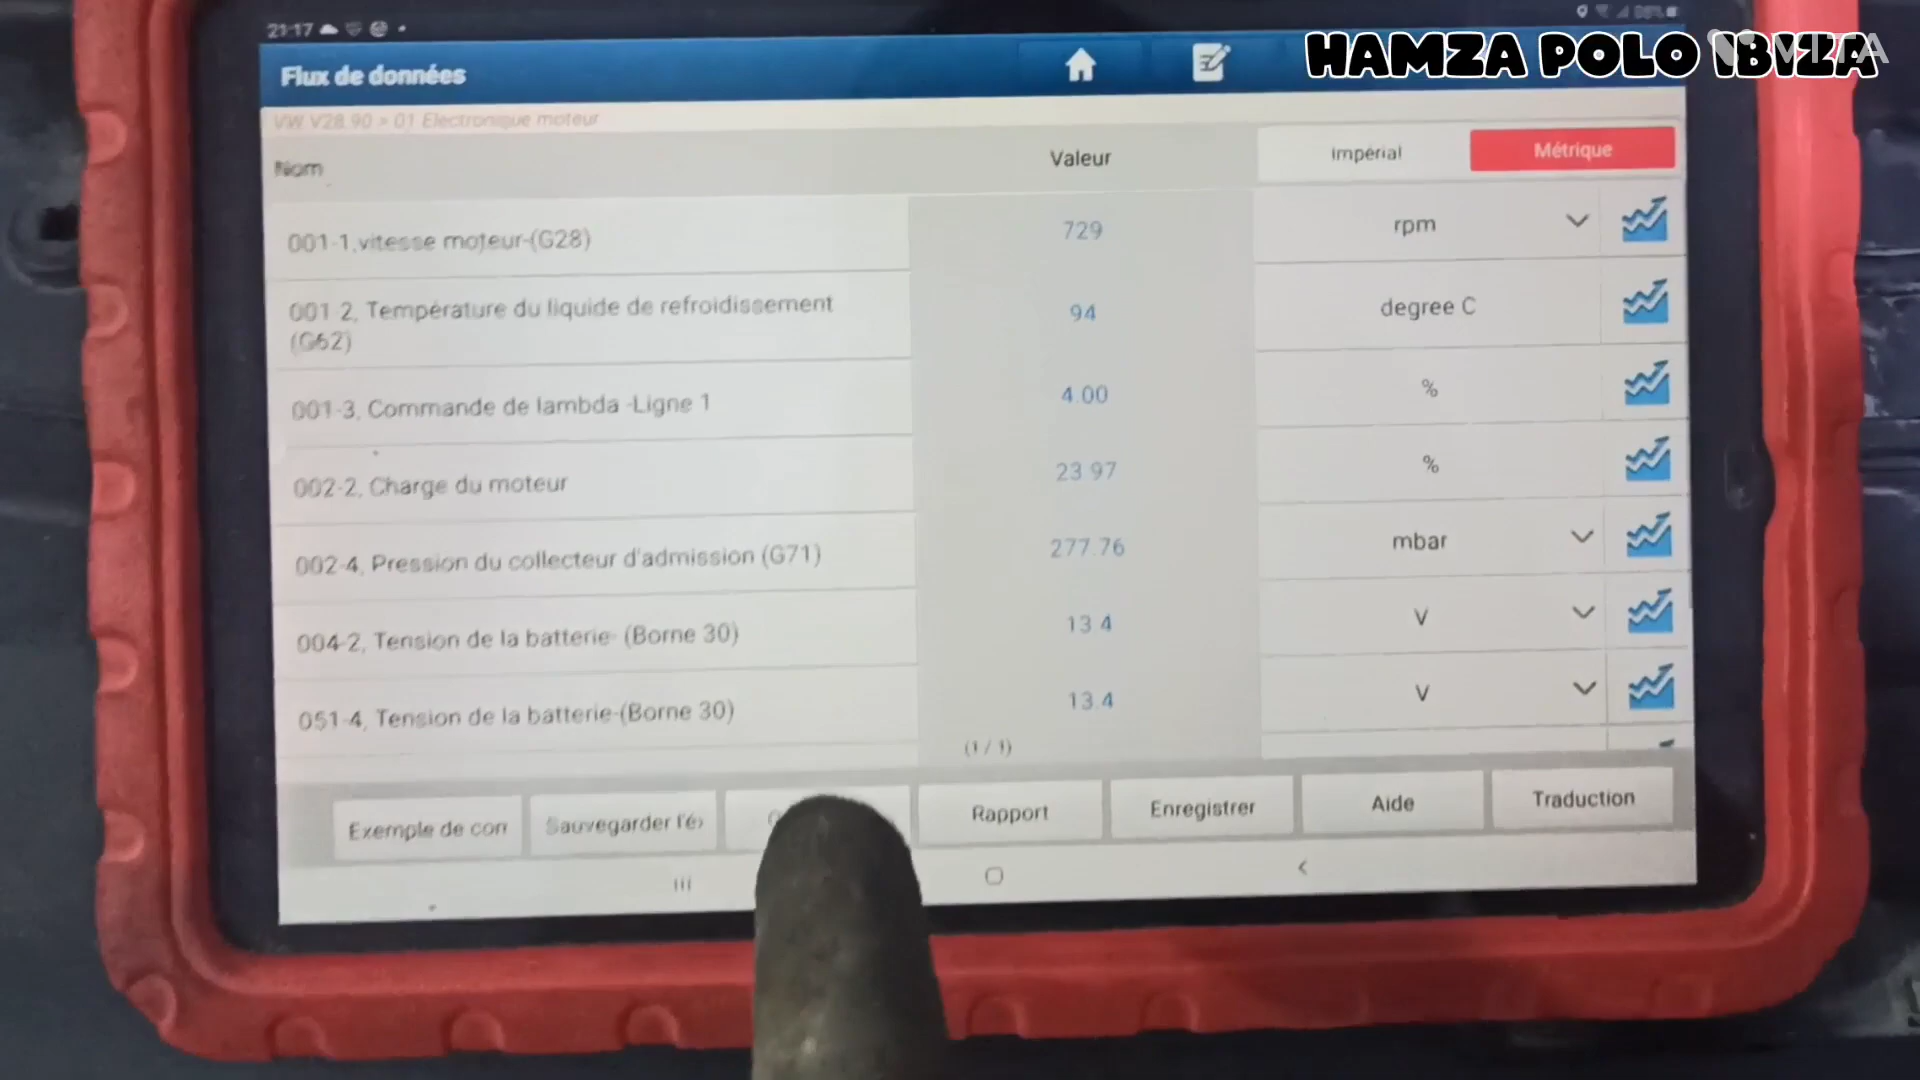 21:17
HAMZA POLO IBIZA
VITA
Flux de données
VW V28.90 > 01 Electronique moteur
Nom
Valeur
Impérial
Métrique
001-1,vitesse moteur-(G28)
729
rpm
001-2, Température du liquide de refroidissement
(G62)
94
degree C
001-3, Commande de lambda -Ligne 1
4.00
%
002-2, Charge du moteur
23.97
%
002-4, Pression du collecteur d'admission (G71)
277.76
mbar
004-2, Tension de la batterie- (Borne 30)
13.4
V
051-4, Tension de la batterie-(Borne 30)
13.4
V
(1 / 1)
Exemple de con
Sauvegarder l'é
Rapport
Enregistrer
Aide
Traduction